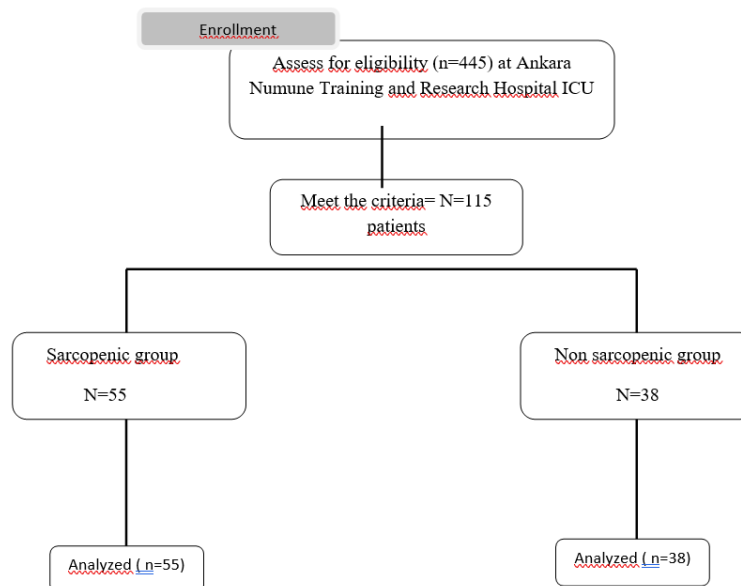 Enrollment
Assess for eligibility (n=445) at Ankara
Numune Training and Research Hospital ICU
Meet the criteria= N=115
patients
Sarcopenic group
N=55
Non sarcopenic group
N=38
Analyzed ( n=55)
Analyzed ( n=38)